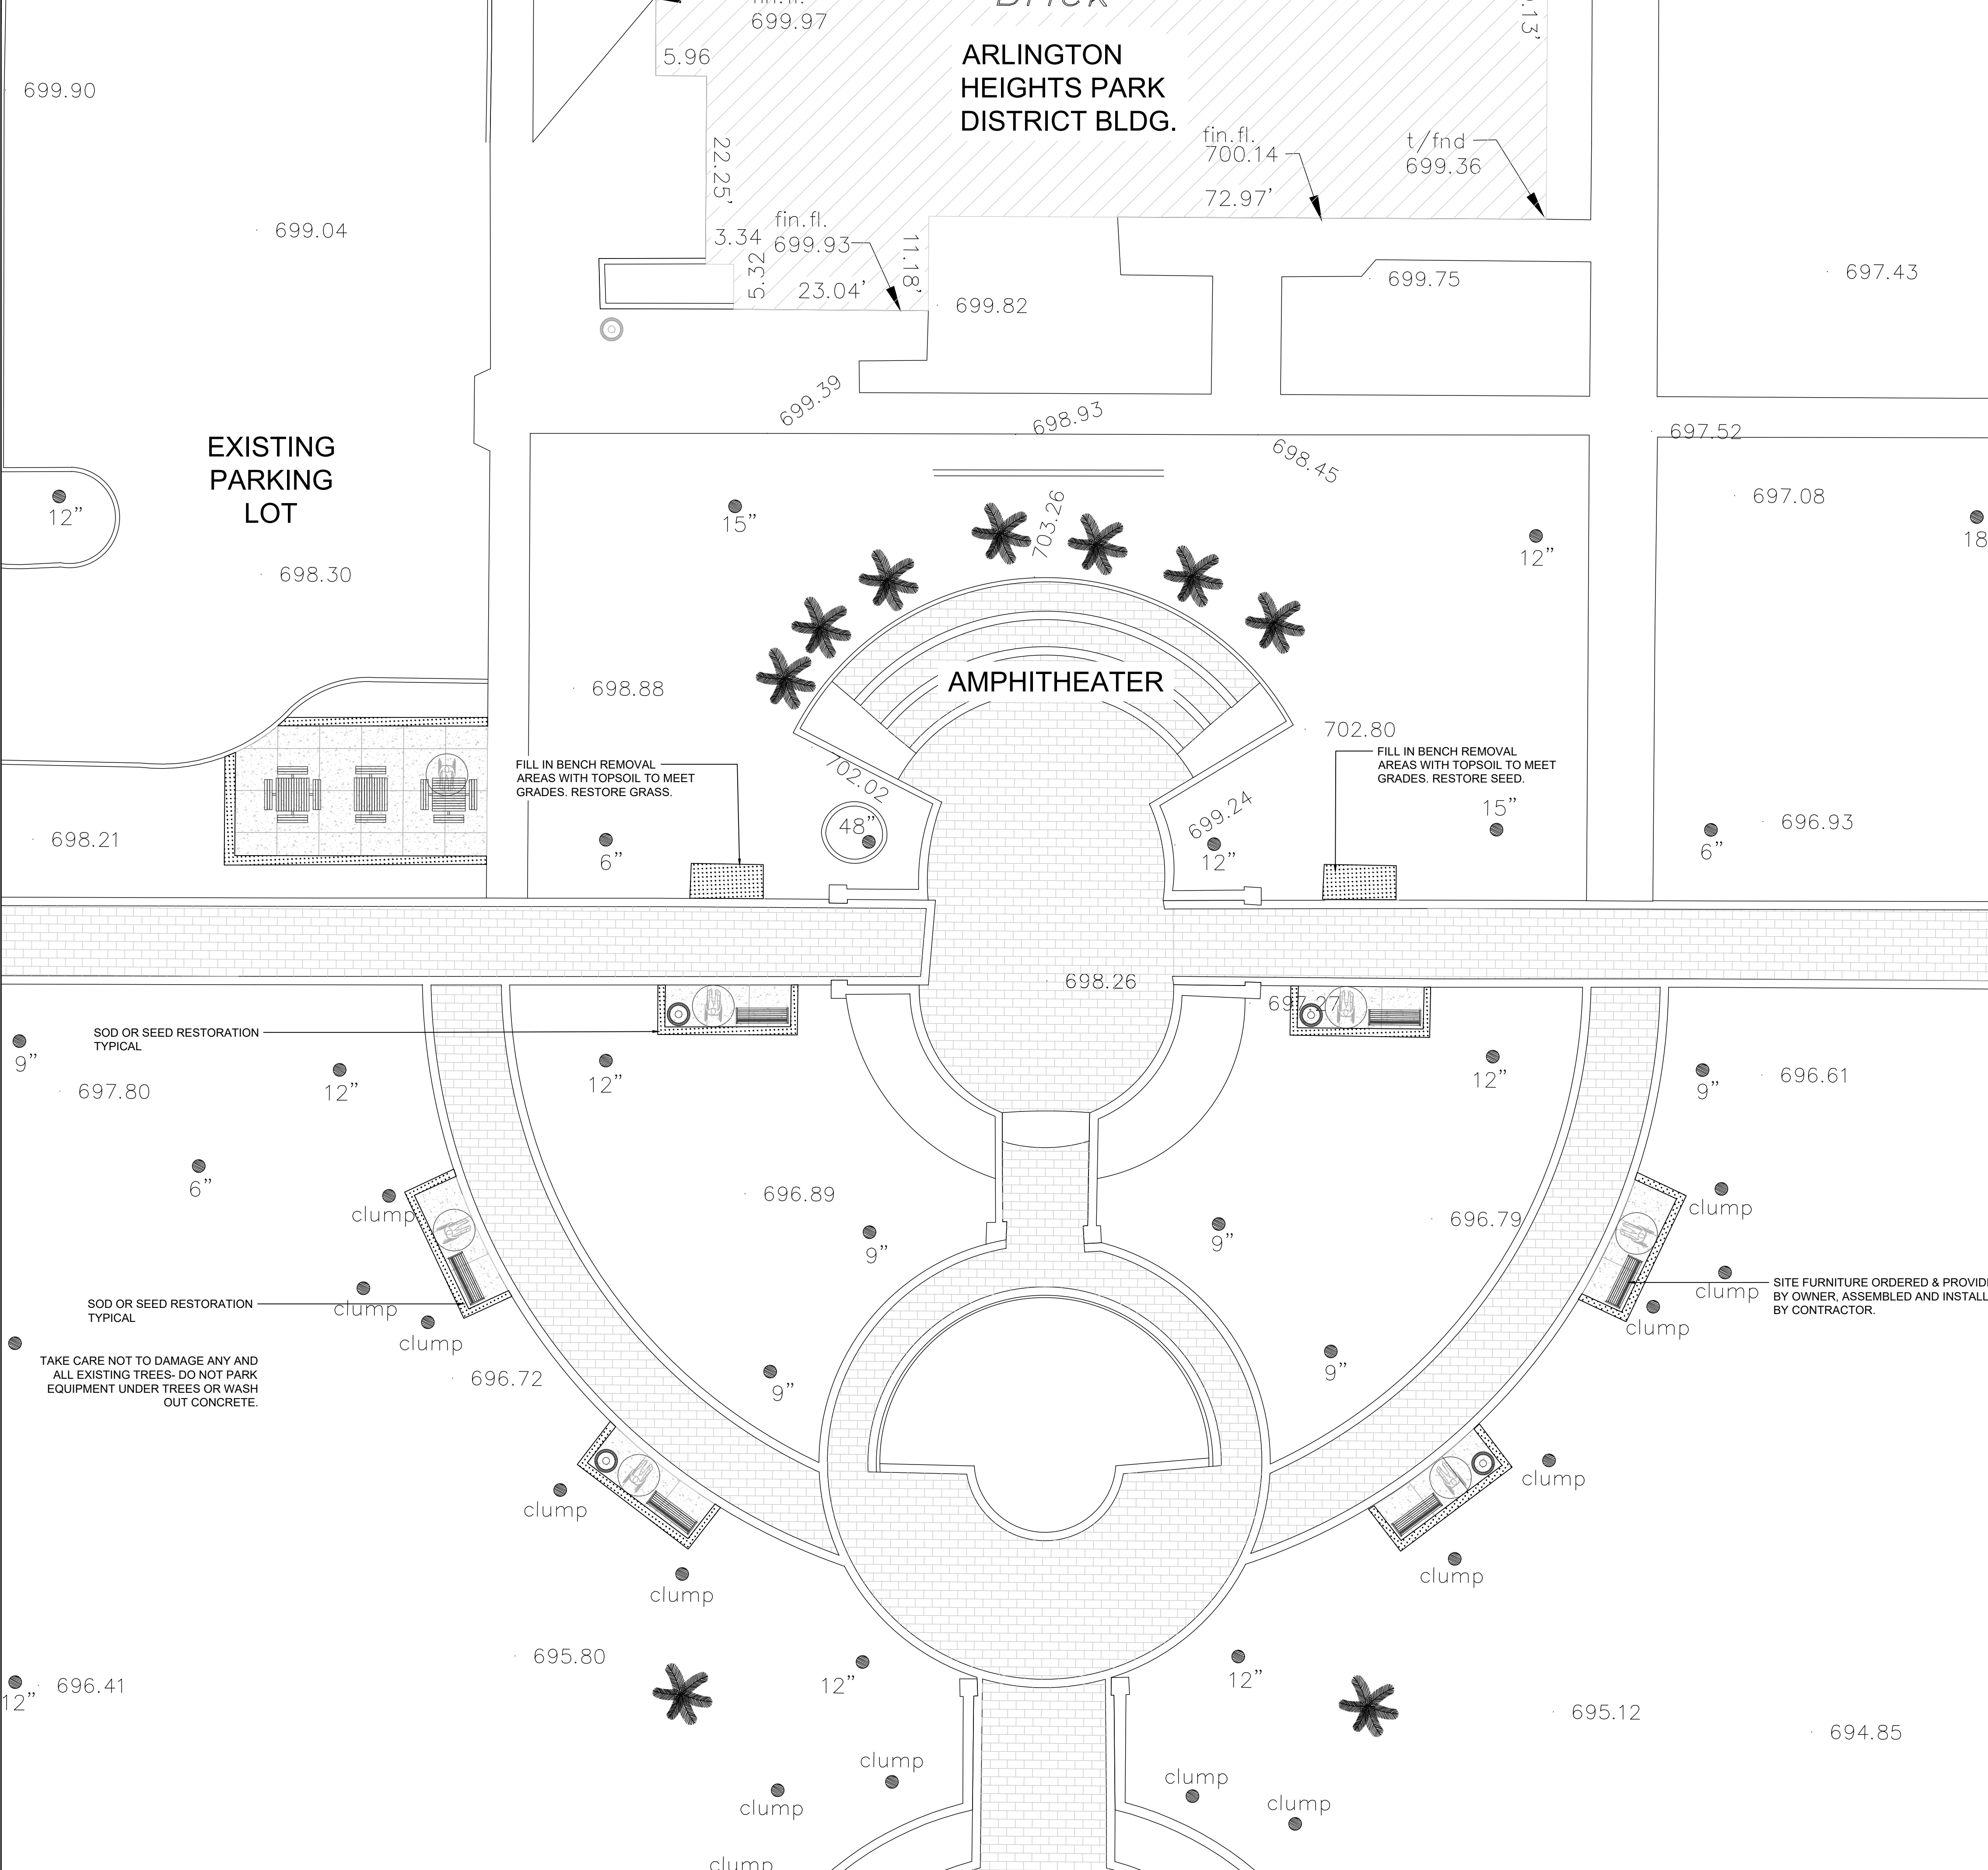 Brick
fin.fl.
699.97
.13'
5.96
ARLINGTON
HEIGHTS PARK
DISTRICT BLDG.
699.90
22.25'
fin.fl.
700.14
t/fnd
699.36
72.97'
699.04
3.34
fin.fl.
699.93
5.32
11.18'
23.04'
699.82
699.75
697.43
699.39
698.93
698.45
697.52
EXISTING
PARKING
LOT
12”
15”
703.26
12”
697.08
18
698.30
698.88
AMPHITHEATER
702.80
FILL IN BENCH REMOVAL
AREAS WITH TOPSOIL TO MEET
GRADES. RESTORE GRASS.
702.02
FILL IN BENCH REMOVAL
AREAS WITH TOPSOIL TO MEET
GRADES. RESTORE SEED.
699.24
15”
698.21
6”
48”
12”
6”
696.93
698.26
697.27
SOD OR SEED RESTORATION
TYPICAL
9”
697.80
12”
12”
12”
9”
696.61
6”
clump
696.89
696.79
clump
9”
9”
clump
clump
clump
clump
SOD OR SEED RESTORATION
TYPICAL
SITE FURNITURE ORDERED & PROVIDE
BY OWNER, ASSEMBLED AND INSTALL
BY CONTRACTOR.
TAKE CARE NOT TO DAMAGE ANY AND
ALL EXISTING TREES- DO NOT PARK
EQUIPMENT UNDER TREES OR WASH
OUT CONCRETE.
696.72
9”
9”
clump
clump
clump
clump
695.80
12”
12”
12”
696.41
695.12
694.85
clump
clump
clump
clump
clump